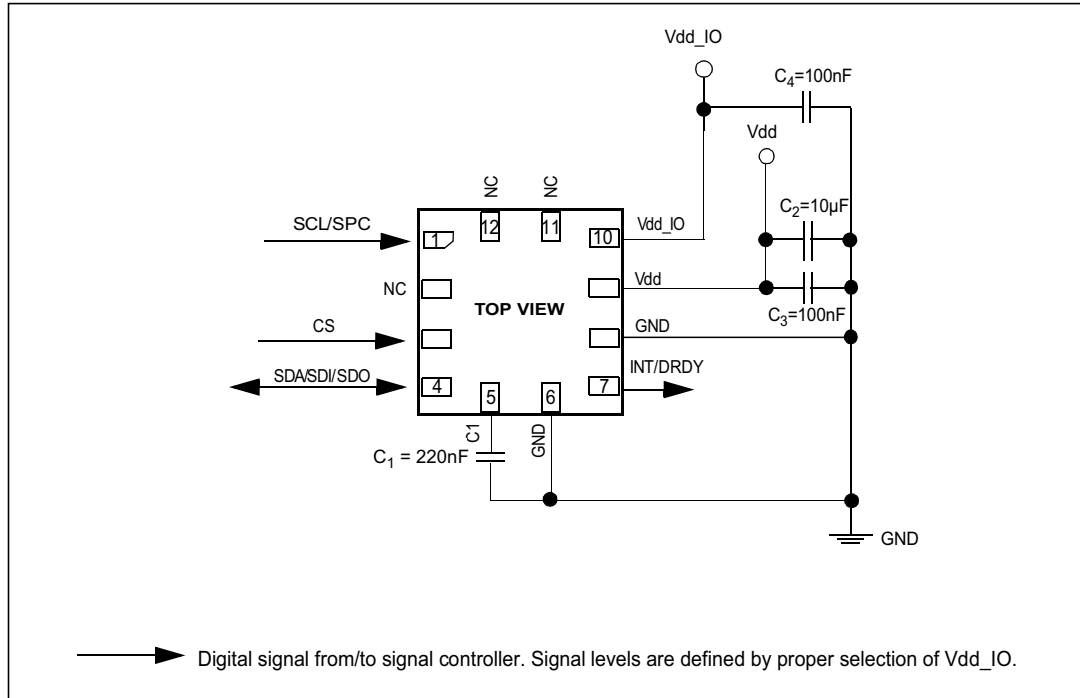 Vdd_IO
C4=100nF
Vdd
NC
NC
C2=10µF
SCL/SPC
1
12
11
10
Vdd_IO
NC
Vdd
TOP VIEW
C3=100nF
CS
GND
SDA/SDI/SDO
4
5
6
7
INT/DRDY
C1
GND
C1 = 220nF
GND
Digital signal from/to signal controller. Signal levels are defined by proper selection of Vdd_IO.